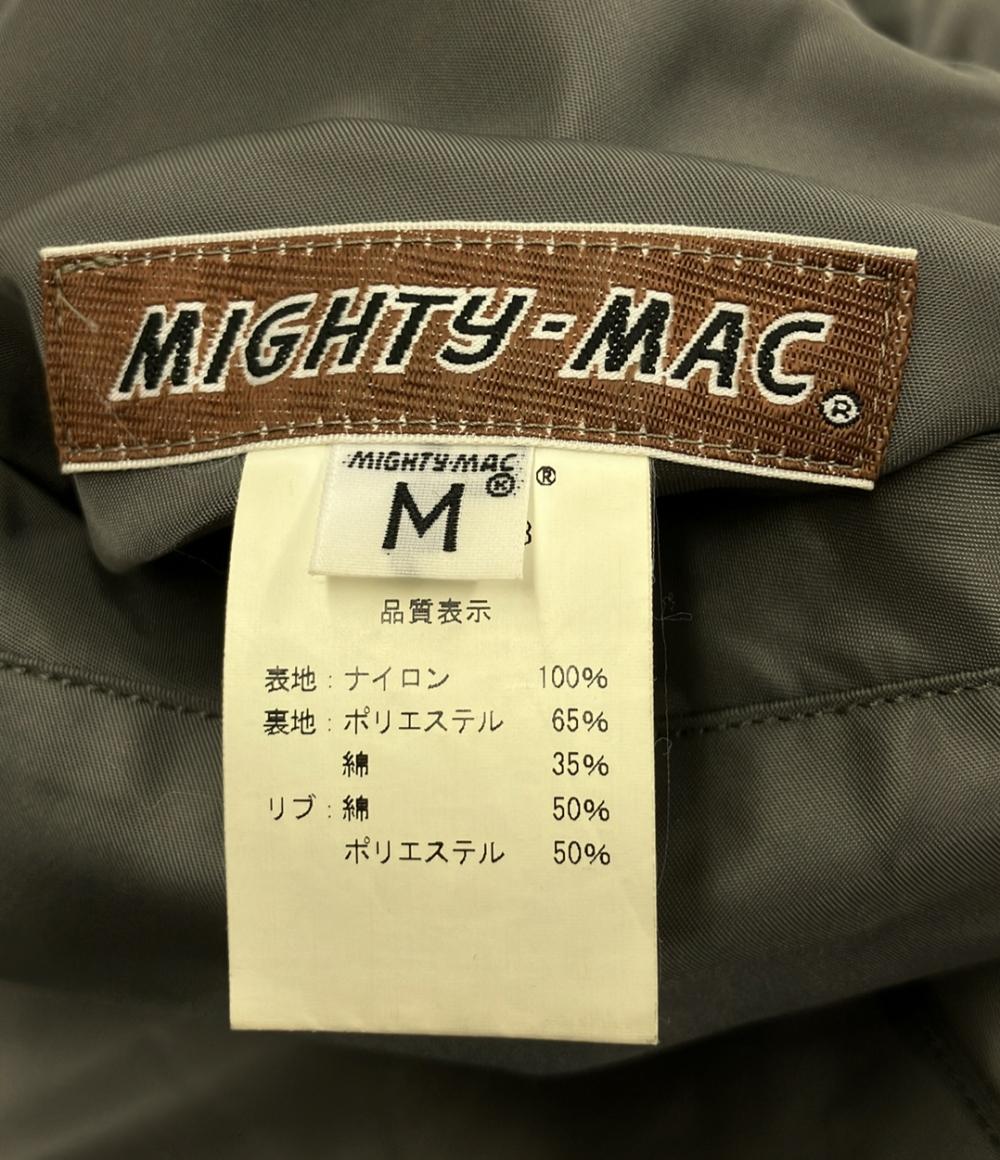 MIGHTY-MAC®
MIGHTY-MAC® ®
M
品質表示
表地：ナイロン 100%
裏地：ポリエステル 65%
綿 35%
リブ：綿 50%
ポリエステル 50%